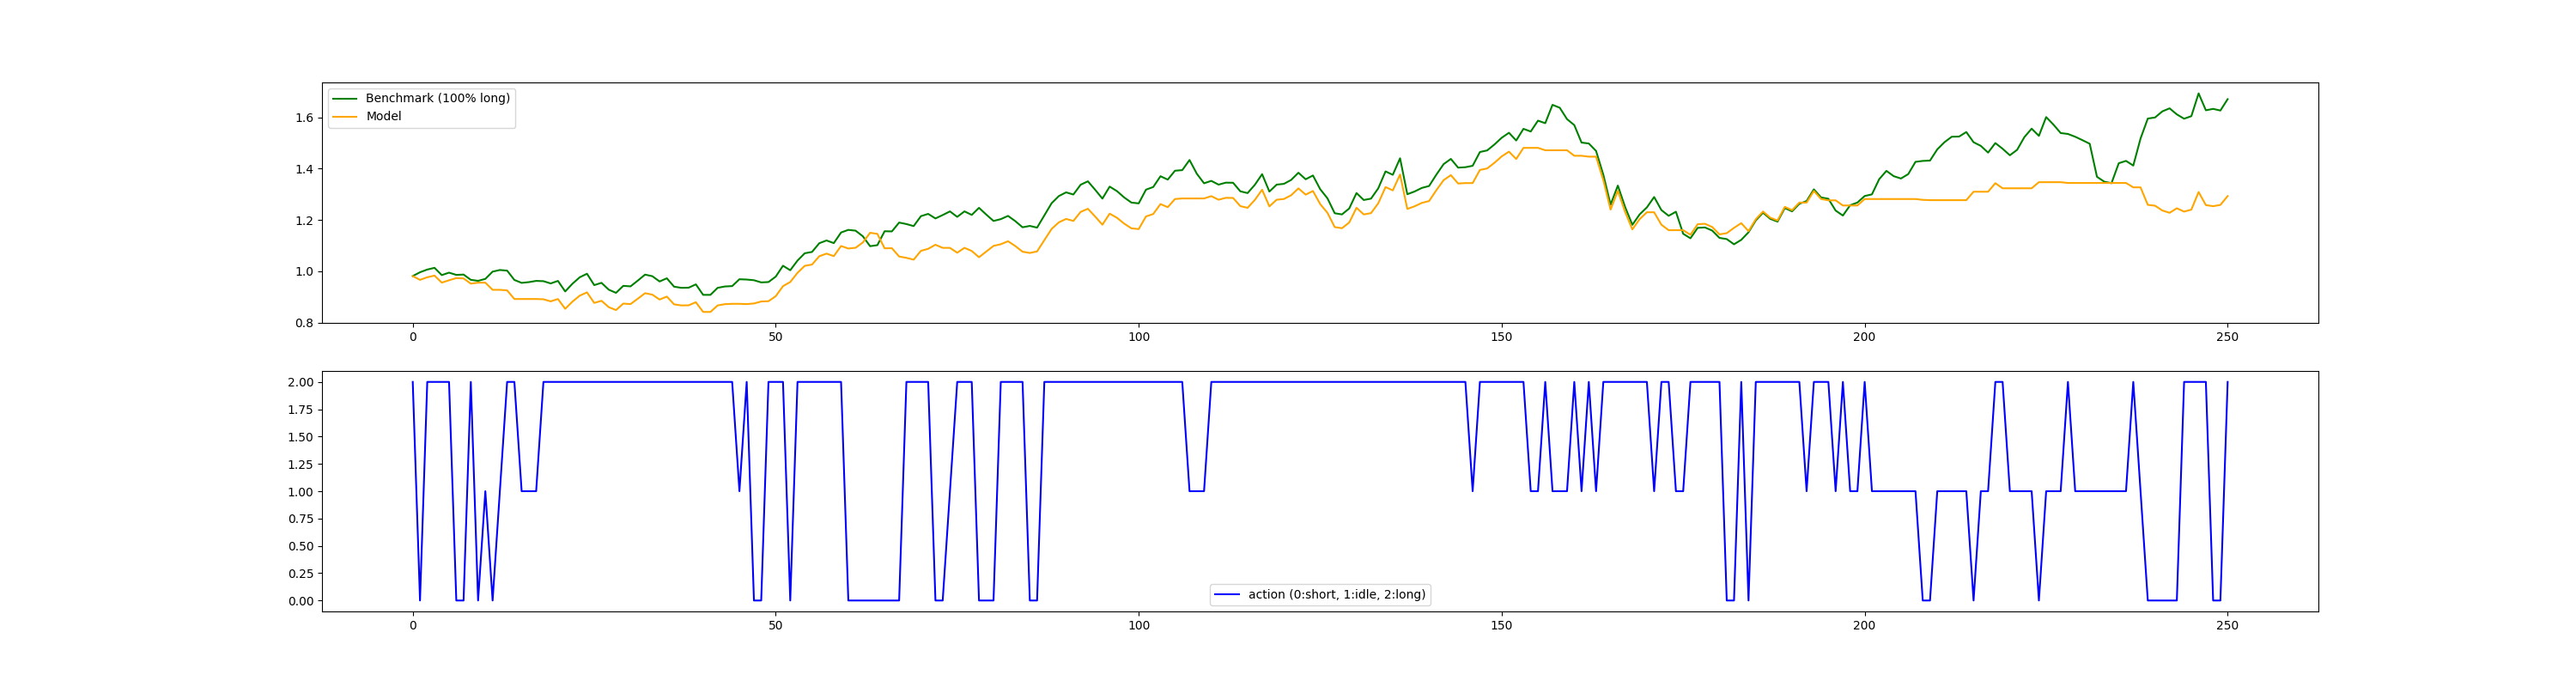 Benchmark (100% long)
Model
1.6
1.4
1.2
1.0
0.8
0 50 100 150 200 250
2.00
1.75
1.50
1.25
1.00
0.75
0.50
0.25
0.00
action (0:short, 1:idle, 2:long)
0 50 100 150 200 250